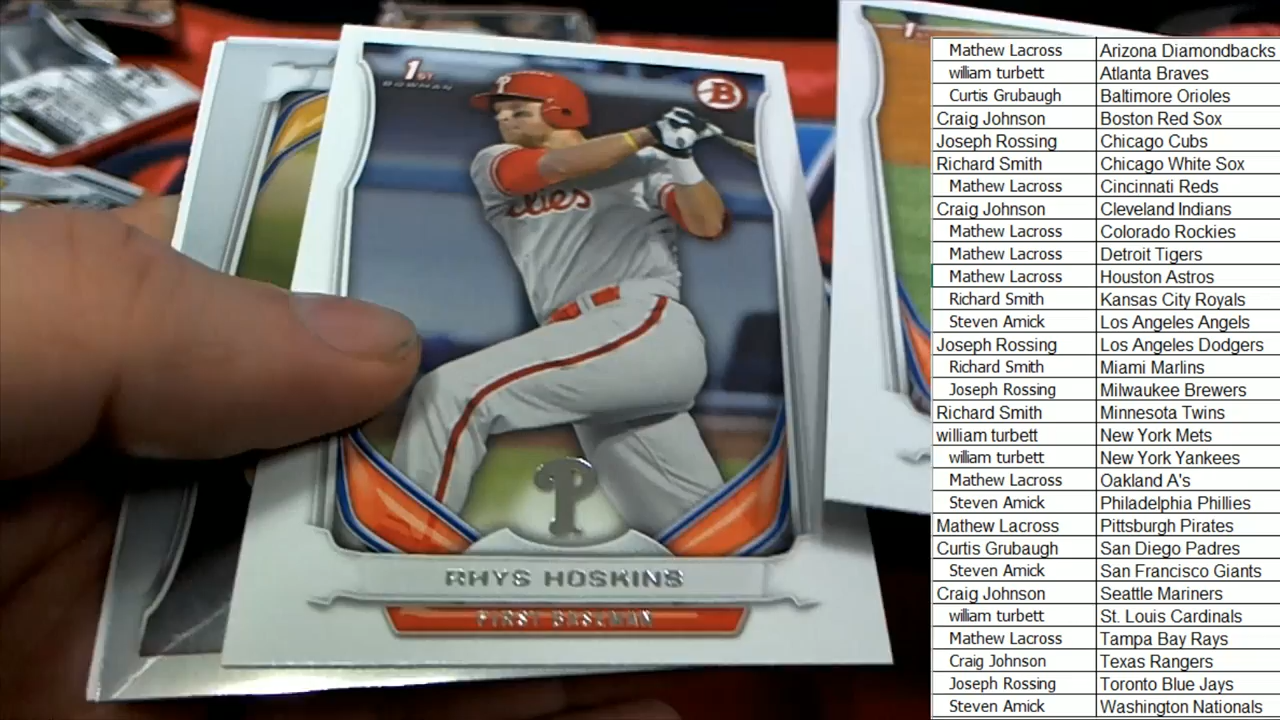 1st
BOWMAN
B
P
llies
P
RHYS HOSKINS
FIRST BASEMAN
Mathew Lacross Arizona Diamondbacks
william turbett Atlanta Braves
Curtis Grubaugh Baltimore Orioles
Craig Johnson Boston Red Sox
Joseph Rossing Chicago Cubs
Richard Smith Chicago White Sox
Mathew Lacross Cincinnati Reds
Craig Johnson Cleveland Indians
Mathew Lacross Colorado Rockies
Mathew Lacross Detroit Tigers
Mathew Lacross Houston Astros
Richard Smith Kansas City Royals
Steven Amick Los Angeles Angels
Joseph Rossing Los Angeles Dodgers
Richard Smith Miami Marlins
Joseph Rossing Milwaukee Brewers
Richard Smith Minnesota Twins
william turbett New York Mets
william turbett New York Yankees
Mathew Lacross Oakland A's
Steven Amick Philadelphia Phillies
Mathew Lacross Pittsburgh Pirates
Curtis Grubaugh San Diego Padres
Steven Amick San Francisco Giants
Craig Johnson Seattle Mariners
william turbett St. Louis Cardinals
Mathew Lacross Tampa Bay Rays
Craig Johnson Texas Rangers
Joseph Rossing Toronto Blue Jays
Steven Amick Washington Nationals